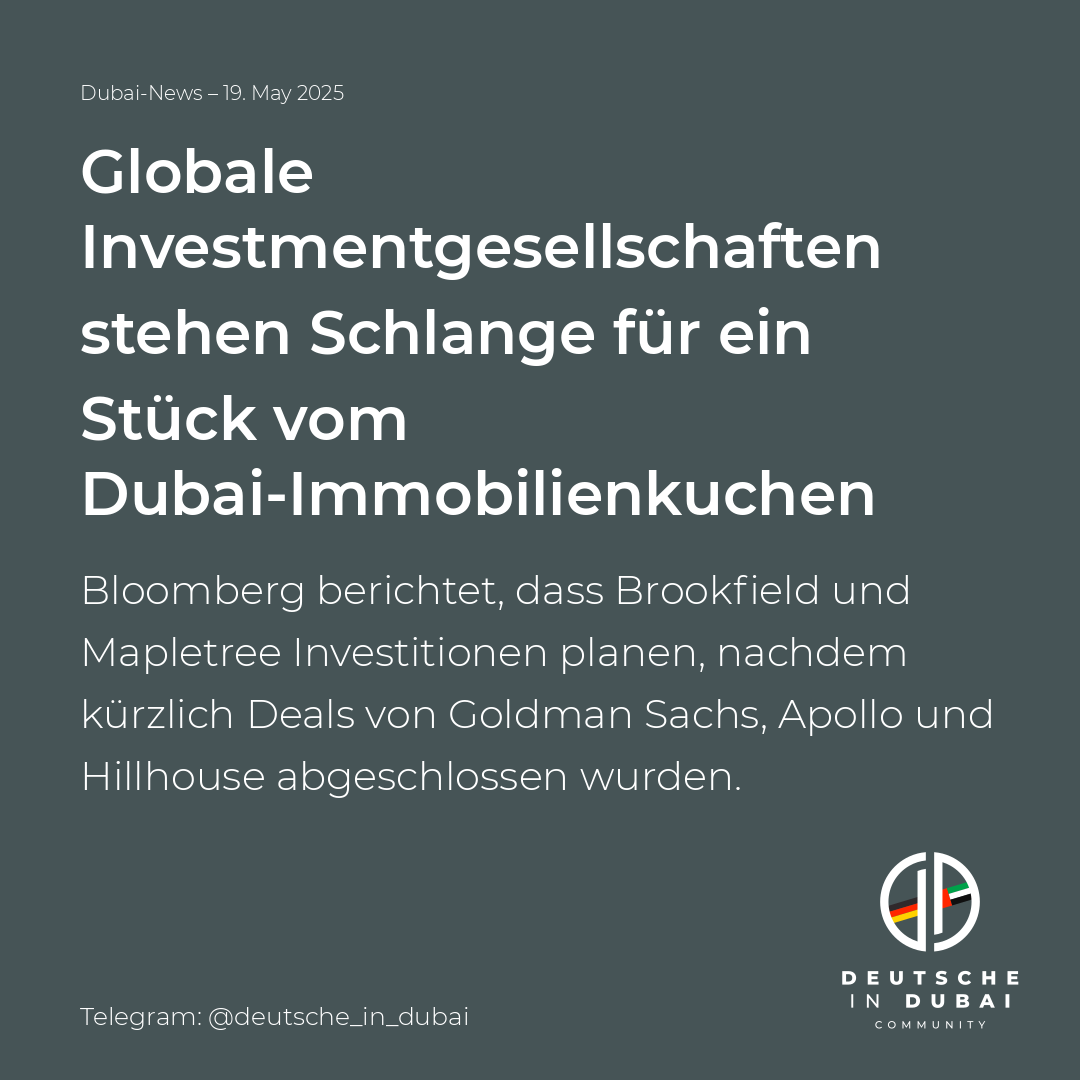 Dubai-News – 19. May 2025
Globale
Investmentgesellschaften
stehen Schlange für ein
Stück vom
Dubai-Immobilienkuchen
Bloomberg berichtet, dass Brookfield und
Mapletree Investitionen planen, nachdem
kürzlich Deals von Goldman Sachs, Apollo und
Hillhouse abgeschlossen wurden.
DEUTSCHE
IN DUBAI
COMMUNITY
Telegram: @deutsche_in_dubai